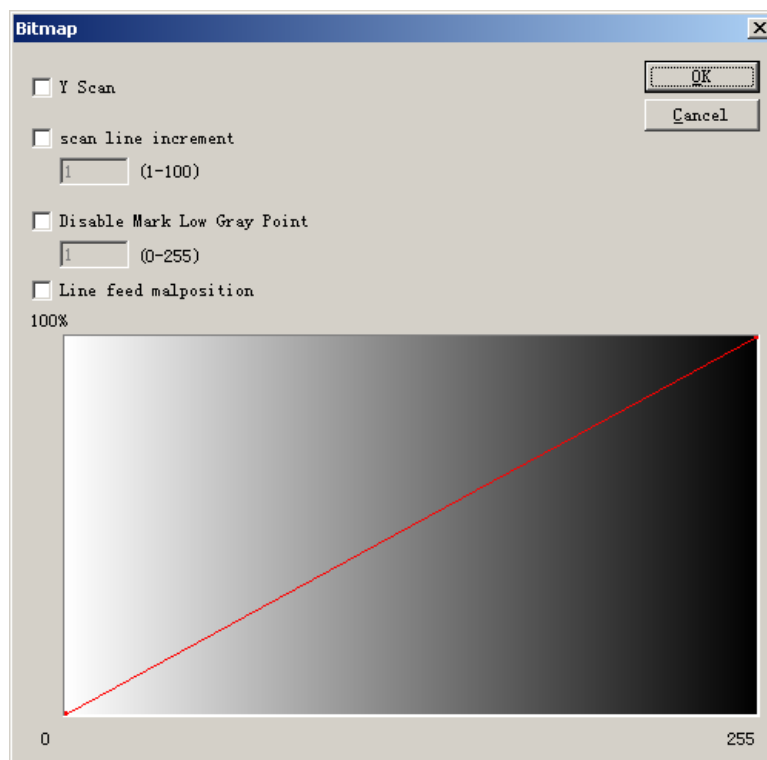 Bitmap
Y Scan
OK
Cancel
scan line increment
1 (1-100)
Disable Mark Low Gray Point
1 (0-255)
Line feed malposition
100%
0 255